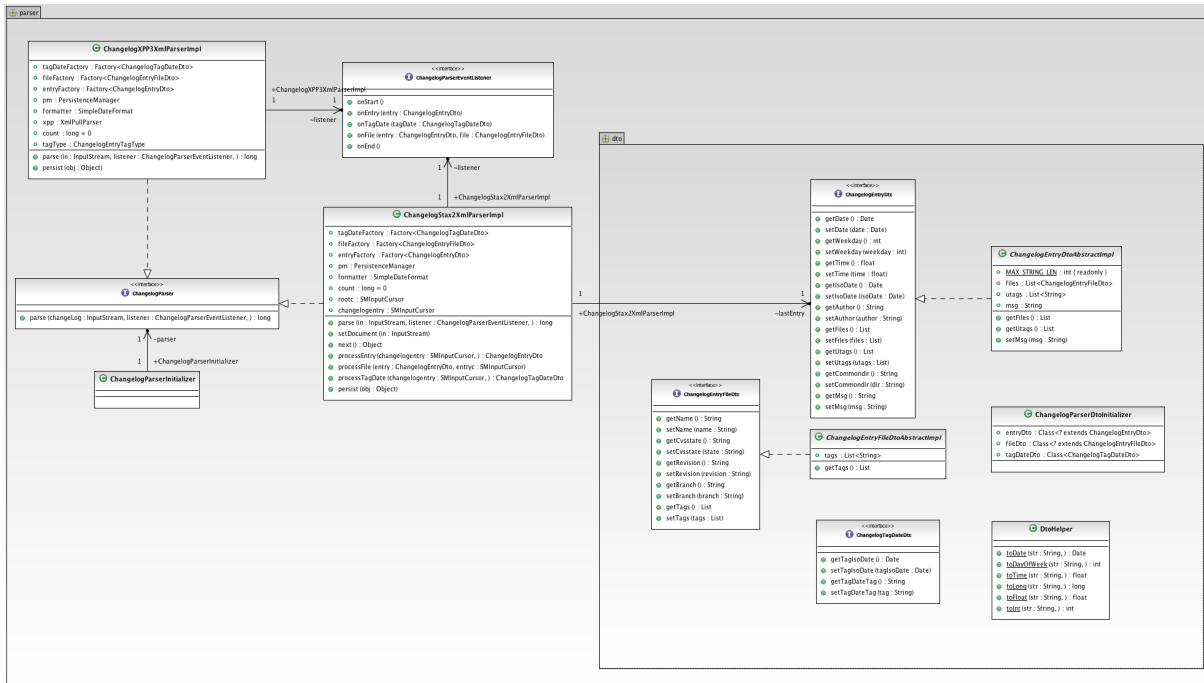 parser
ChangelogXPP3XmlParserImpl
tagDateFactory : Factory<ChangelogTagDateDto>
fileFactory : Factory<ChangelogEntryFileDto>
entryFactory : Factory<ChangelogEntryDto>
pm : PersistenceManager
formatter : SimpleDateFormat
xpp : XmlPullParser
count : long = 0
tagType : ChangelogEntryTagType
parse (in : InputStream, listener : ChangelogParserEventListener, ) : long
persist (obj : Object)
+ChangelogXPP3XmlParserImpl
1
1
~listener
<<interface>>
ChangelogParserEventListener
onStart ()
onEntry (entry : ChangelogEntryDto)
onTagDate (tagDate : ChangelogTagDateDto)
onFile (entry : ChangelogEntryDto, file : ChangelogEntryFileDto)
onEnd ()
1
~listener
1
+ChangelogStax2XmlParserImpl
ChangelogStax2XmlParserImpl
tagDateFactory : Factory<ChangelogTagDateDto>
fileFactory : Factory<ChangelogEntryFileDto>
entryFactory : Factory<ChangelogEntryDto>
pm : PersistenceManager
formatter : SimpleDateFormat
count : long = 0
rootc : SMInputCursor
changelogentry : SMInputCursor
parse (in : InputStream, listener : ChangelogParserEventListener, ) : long
setDocument (in : InputStream)
next () : Object
processEntry (changelogentry : SMInputCursor, ) : ChangelogEntryDto
processFile (entry : ChangelogEntryDto, entryc : SMInputCursor)
processTagDate (changelogentry : SMInputCursor, ) : ChangelogTagDateDto
persist (obj : Object)
<<interface>>
ChangelogParser
parse (changeLog : InputStream, listener : ChangelogParserEventListener, ) : long
1
~parser
1
+ChangelogParserInitializer
ChangelogParserInitializer
1
+ChangelogStax2XmlParserImpl
1
~lastEntry
dto
<<interface>>
ChangelogEntryDto
getDate () : Date
setDate (date : Date)
getWeekday () : int
setWeekday (weekday : int)
getTime () : float
setTime (time : float)
getIsoDate () : Date
setIsoDate (isoDate : Date)
getAuthor () : String
setAuthor (author : String)
getFiles () : List
setFiles (files : List)
getUtags () : List
setUtags (utags : List)
getCommondir () : String
setCommondir (dir : String)
getMsg () : String
setMsg (msg : String)
ChangelogEntryDtoAbstractImpl
MAX_STRING_LEN : int { readonly }
files : List<ChangelogEntryFileDto>
utags : List<String>
msg : String
getFiles () : List
getUtags () : List
setMsg (msg : String)
<<interface>>
ChangelogEntryFileDto
getName () : String
setName (name : String)
getCvsstate () : String
setCvsstate (state : String)
getRevision () : String
setRevision (revision : String)
getBranch () : String
setBranch (branch : String)
getTags () : List
setTags (tags : List)
ChangelogEntryFileDtoAbstractImpl
tags : List<String>
getTags () : List
ChangelogParserDtoInitializer
entryDto : Class<? extends ChangelogEntryDto>
fileDto : Class<? extends ChangelogEntryFileDto>
tagDateDto : Class<ChangelogTagDateDto>
<<interface>>
ChangelogTagDateDto
getTagIsoDate () : Date
setTagIsoDate (tagIsoDate : Date)
getTagDateTag () : String
setTagDateTag (tag : String)
DtoHelper
toDate (str : String, ) : Date
toDayOfWeek (str : String, ) : int
toTime (str : String, ) : float
toLong (str : String, ) : long
toFloat (str : String, ) : float
toInt (str : String, ) : int